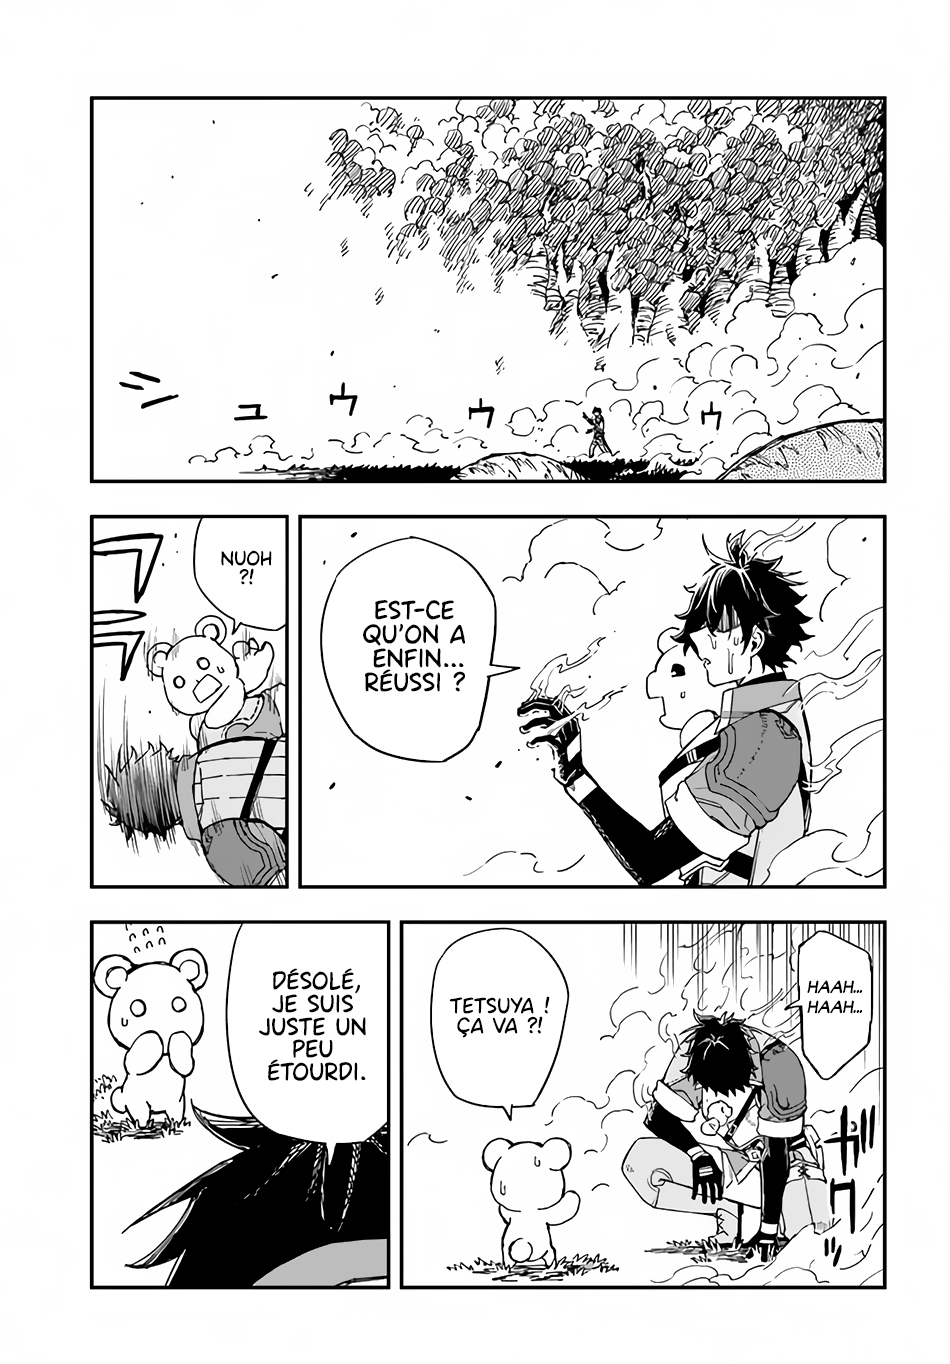 シュウウウ
EST-CE
QU'ON A
ENFIN...
RÉUSSI ?
NUOH
?!
HAAH...
HAAH...
ガクッ
TETSUYA !
ÇA VA ?!
DÉSOLÉ,
JE SUIS
JUSTE UN
PEU
ÉTOURDI.